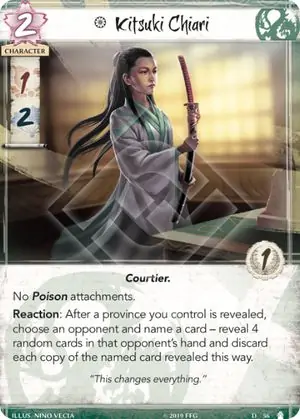 2
Kitsuki Chiari
CHARACTER
1
2
1
Courtier.
No Poison attachments.
Reaction: After a province you control is revealed,
choose an opponent and name a card – reveal 4
random cards in that opponent's hand and discard
each copy of the named card revealed this way.
"This changes everything."
ILLUS. NINO VECIA
© 2019 FFG
D 56